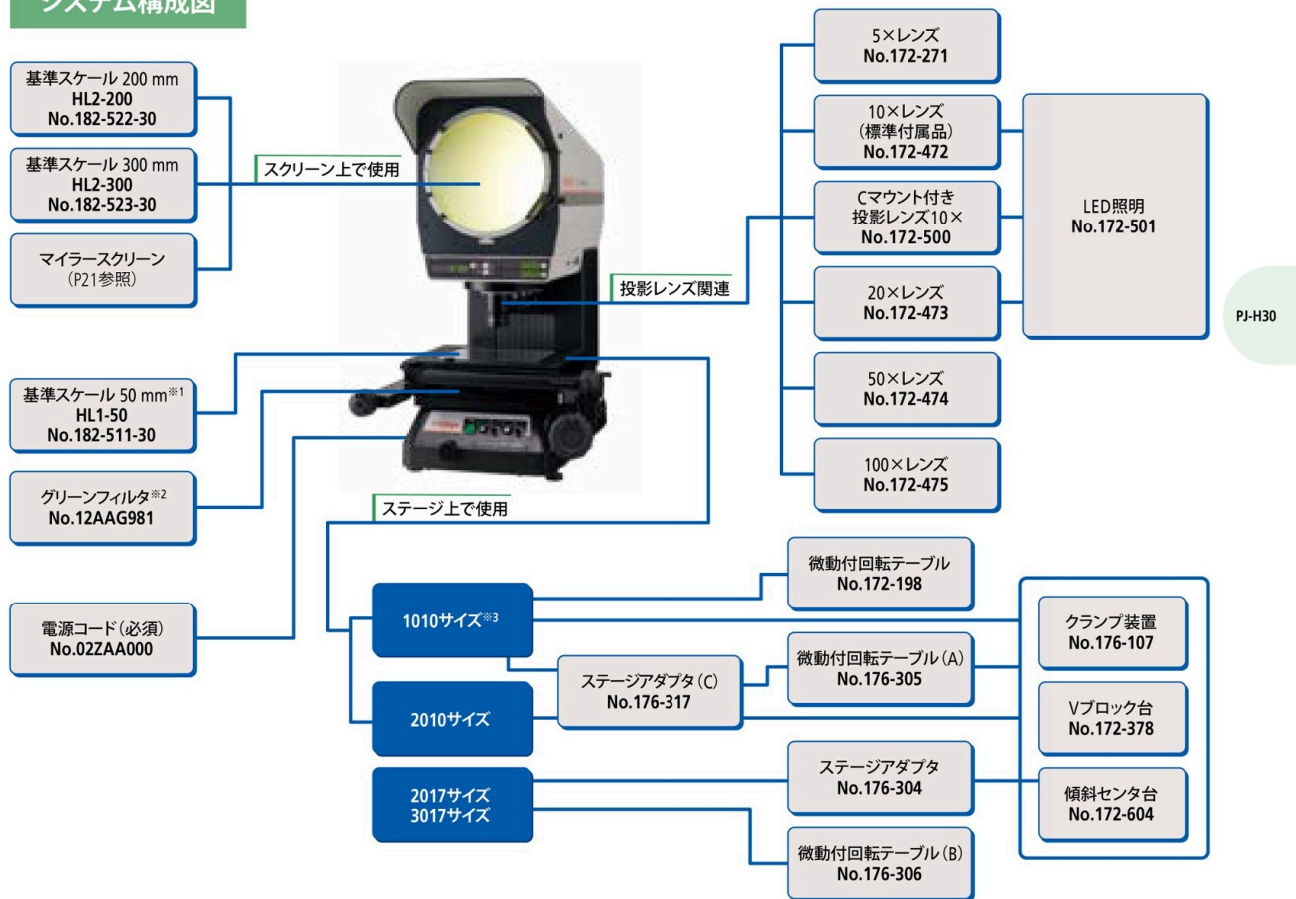 システム構成図
基準スケール 200 mm
HL2-200
No.182-522-30
基準スケール 300 mm
HL2-300
No.182-523-30
マイラースクリーン
(P21参照)
スクリーン上で使用
基準スケール 50 mm※1
HL1-50
No.182-511-30
グリーンフィルタ※2
No.12AAG981
電源コード(必須)
No.02ZAA000
投影レンズ関連
5×レンズ
No.172-271
10×レンズ
(標準付属品)
No.172-472
Cマウント付き
投影レンズ10×
No.172-500
20×レンズ
No.172-473
50×レンズ
No.172-474
100×レンズ
No.172-475
LED照明
No.172-501
PJ-H30
ステージ上で使用
1010サイズ※3
2010サイズ
2017サイズ
3017サイズ
ステージアダプタ(C)
No.176-317
微動付回転テーブル
No.172-198
微動付回転テーブル(A)
No.176-305
ステージアダプタ
No.176-304
微動付回転テーブル(B)
No.176-306
クランプ装置
No.176-107
Vブロック台
No.172-378
傾斜センタ台
No.172-604